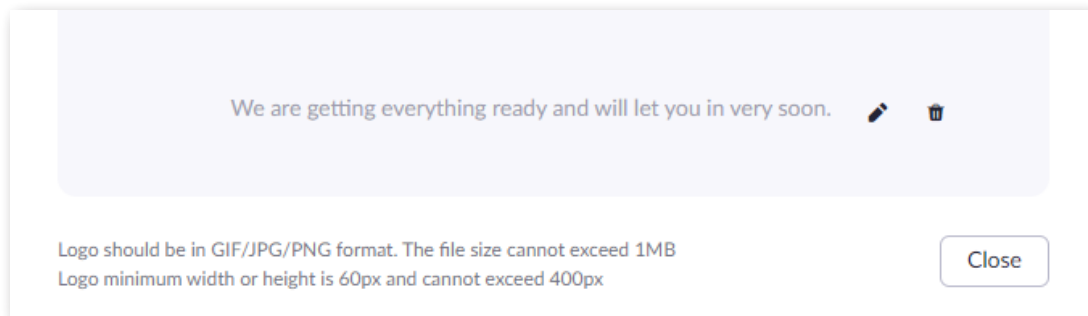 We are getting everything ready and will let you in very soon.
Logo should be in GIF/JPG/PNG format. The file size cannot exceed 1MB
Logo minimum width or height is 60px and cannot exceed 400px
Close